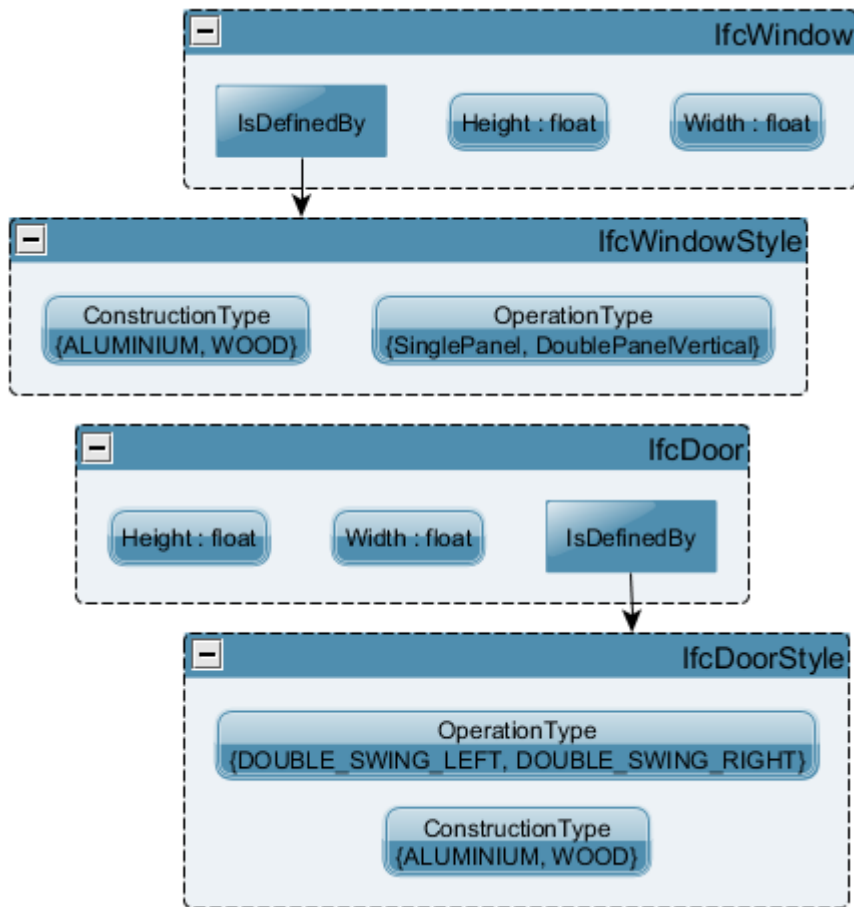 IfcWindow
IsDefinedBy
Height : float
Width : float
IfcWindowStyle
ConstructionType
{ALUMINIUM, WOOD}
OperationType
{SinglePanel, DoublePanelVertical}
IfcDoor
Height : float
Width : float
IsDefinedBy
IfcDoorStyle
OperationType
{DOUBLE_SWING_LEFT, DOUBLE_SWING_RIGHT}
ConstructionType
{ALUMINIUM, WOOD}